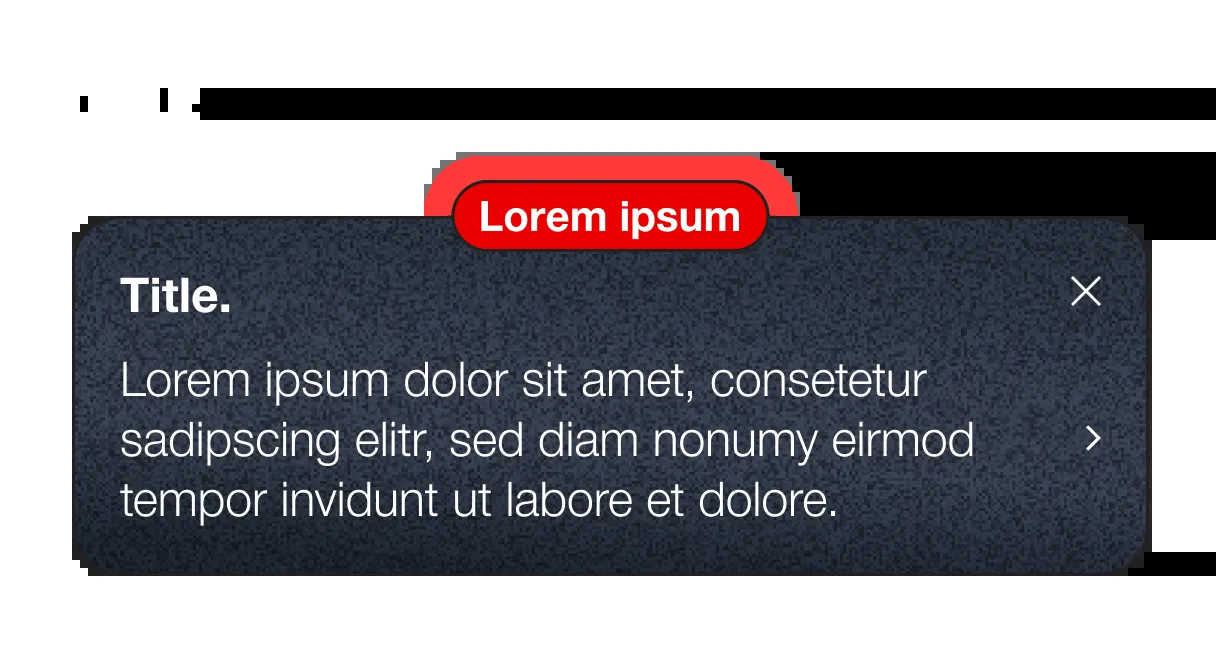 Lorem ipsum
Title.
Lorem ipsum dolor sit amet, consetetur
sadipscing elitr, sed diam nonumy eirmod
tempor invidunt ut labore et dolore.